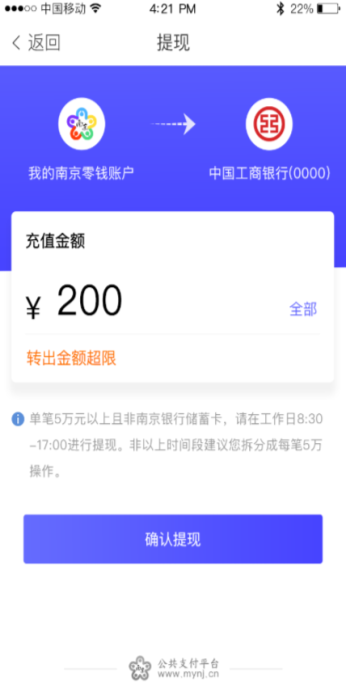 中国移动 4:21 PM 22%
返回 提现
我的南京零钱账户 中国工商银行(0000)
充值金额
¥ 200 全部
转出金额超限
单笔5万元以上且非南京银行储蓄卡，请在工作日8:30
-17:00进行提现。非以上时间段建议您拆分成每笔5万
操作。
确认提现
公共支付平台
www.mynj.cn